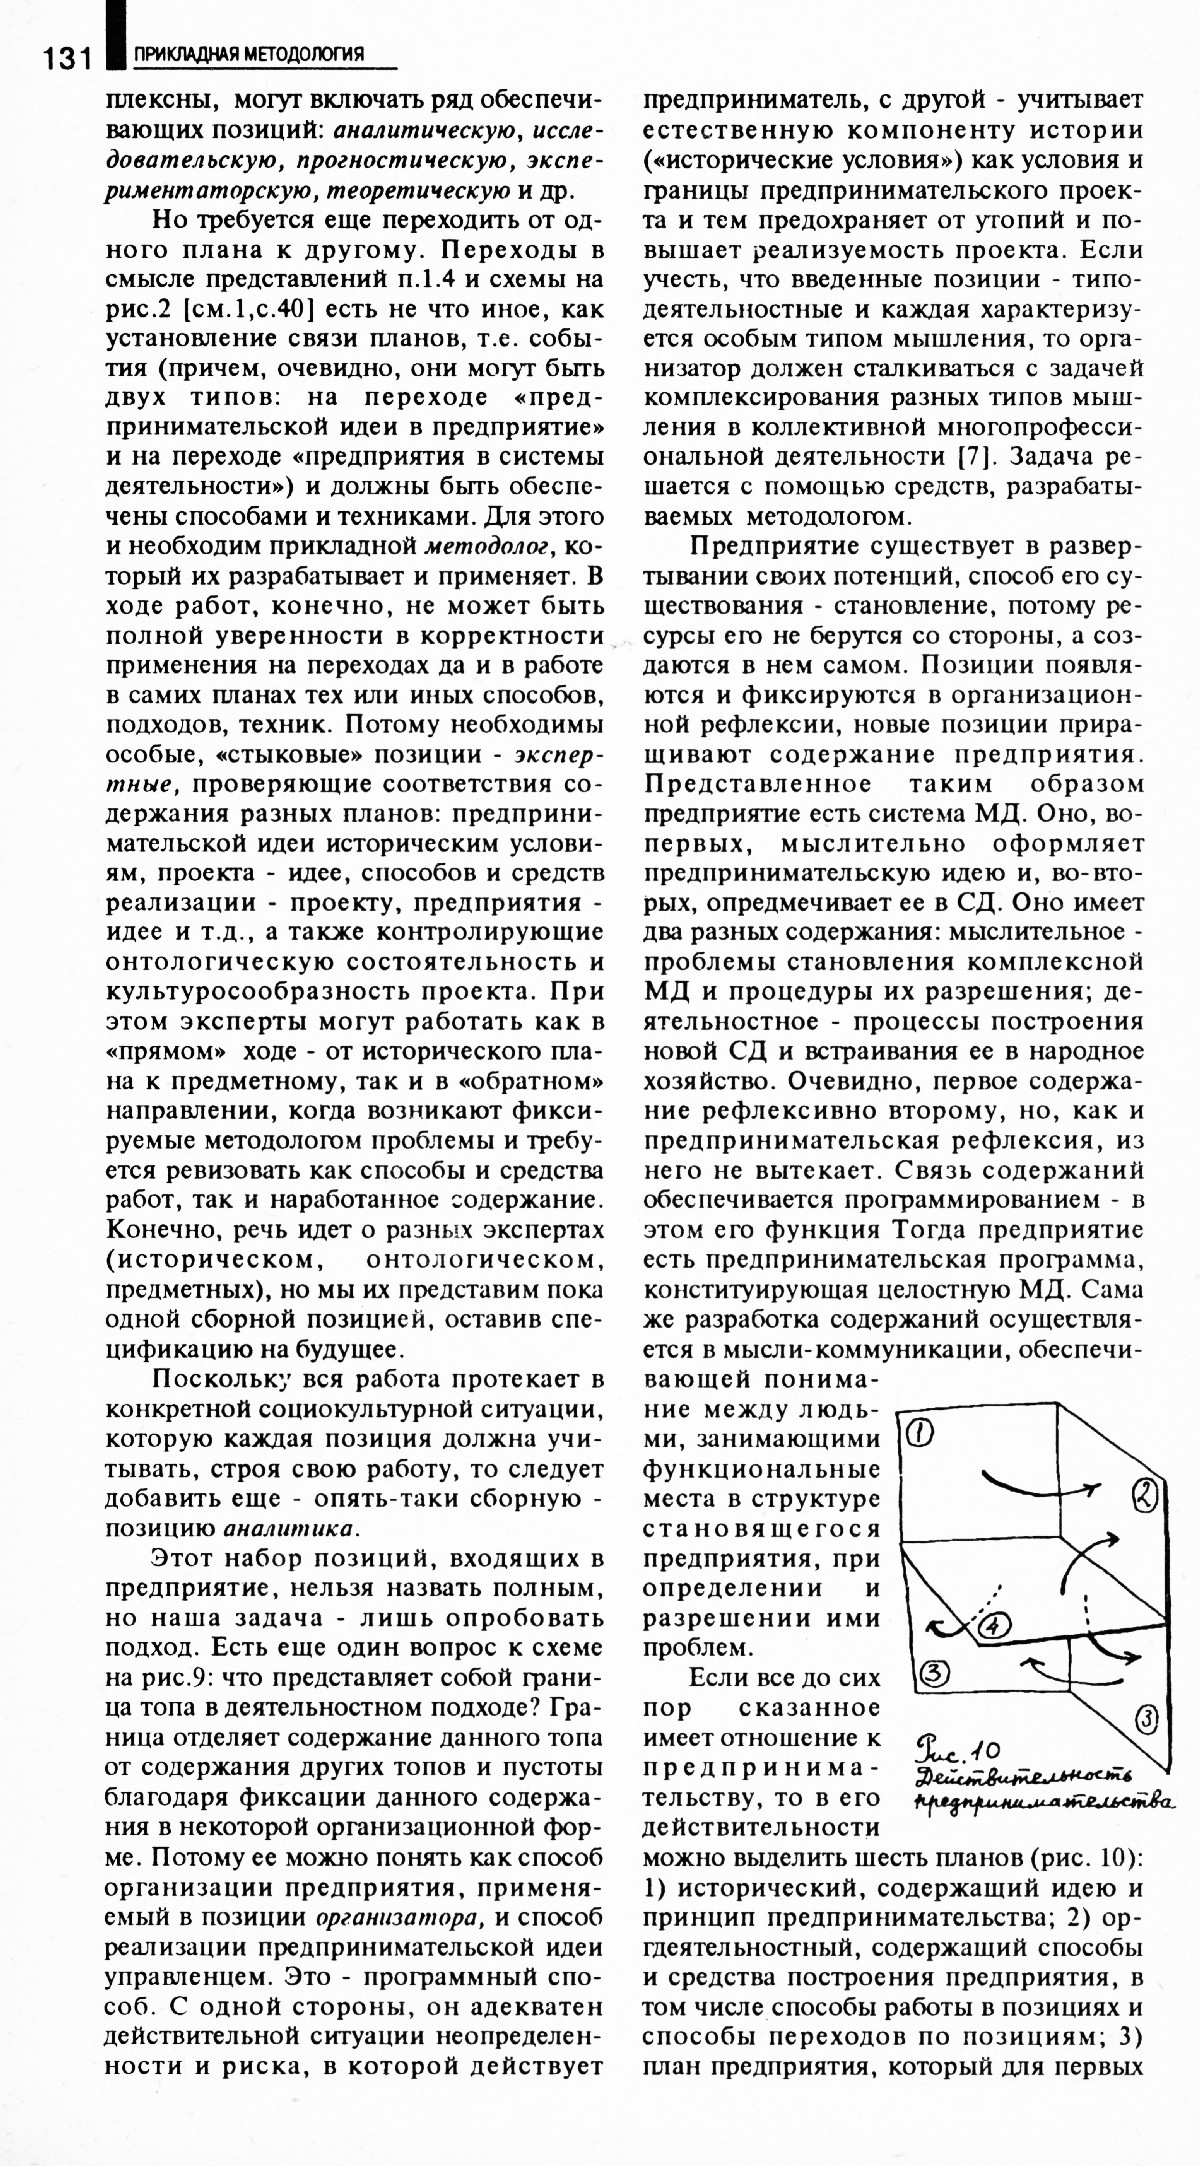 131 ПРИКЛАДНАЯ МЕТОДОЛОГИЯ
плексны, могут включать ряд обеспечи-
вающих позиций: аналитическую, иссле-
довательскую, прогностическую, экспе-
риментаторскую, теоретическую и др.
Но требуется еще переходить от од-
ного плана к другому. Переходы в
смысле представлений п.1.4 и схемы на
рис.2 [см.1,с.40] есть не что иное, как
установление связи планов, т.е. собы-
тия (причем, очевидно, они могут быть
двух типов: на переходе «пред-
принимательской идеи в предприятие»
и на переходе «предприятия в системы
деятельности») и должны быть обеспе-
чены способами и техниками. Для этого
и необходим прикладной методолог, ко-
торый их разрабатывает и применяет. В
ходе работ, конечно, не может быть
полной уверенности в корректности
применения на переходах да и в работе
в самих планах тех или иных способов,
подходов, техник. Потому необходимы
особые, «стыковые» позиции - экспер-
тные, проверяющие соответствия со-
держания разных планов: предприни-
мательской идеи историческим услови-
ям, проекта - идее, способов и средств
реализации - проекту, предприятия -
идее и т.д., а также контролирующие
онтологическую состоятельность и
культуросообразность проекта. При
этом эксперты могут работать как в
«прямом» ходе - от исторического пла-
на к предметному, так и в «обратном»
направлении, когда возникают фикси-
руемые методологом проблемы и требу-
ется ревизовать как способы и средства
работ, так и наработанное содержание.
Конечно, речь идет о разных экспертах
(историческом, онтологическом,
предметных), но мы их представим пока
одной сборной позицией, оставив спе-
цификацию на будущее.
Поскольку вся работа протекает в
конкретной социокультурной ситуации,
которую каждая позиция должна учи-
тывать, строя свою работу, то следует
добавить еще - опять-таки сборную -
позицию аналитика.
Этот набор позиций, входящих в
предприятие, нельзя назвать полным,
но наша задача - лишь опробовать
подход. Есть еще один вопрос к схеме
на рис.9: что представляет собой грани-
ца топа в деятельностном подходе? Гра-
ница отделяет содержание данного топа
от содержания других топов и пустоты
благодаря фиксации данного содержа-
ния в некоторой организационной фор-
ме. Потому ее можно понять как способ
организации предприятия, применя-
емый в позиции организатора, и способ
реализации предпринимательской идеи
управленцем. Это - программный спо-
соб. С одной стороны, он адекватен
действительной ситуации неопределен-
ности и риска, в которой действует
предприниматель, с другой - учитывает
естественную компоненту истории
(«исторические условия») как условия и
границы предпринимательского проек-
та и тем предохраняет от утопий и по-
вышает реализуемость проекта. Если
учесть, что введенные позиции - типо-
деятельностные и каждая характеризу-
ется особым типом мышления, то орга-
низатор должен сталкиваться с задачей
комплексирования разных типов мыш-
ления в коллективной многопрофесси-
ональной деятельности [7]. Задача ре-
шается с помощью средств, разрабаты-
ваемых методологом.
Предприятие существует в развер-
тывании своих потенций, способ его су-
ществования - становление, потому ре-
сурсы его не берутся со стороны, а соз-
даются в нем самом. Позиции появля-
ются и фиксируются в организацион-
ной рефлексии, новые позиции прира-
щивают содержание предприятия.
Представленное таким образом
предприятие есть система МД. Оно, во-
первых, мыслительно оформляет
предпринимательскую идею и, во-вто-
рых, опредмечивает ее в СД. Оно имеет
два разных содержания: мыслительное -
проблемы становления комплексной
МД и процедуры их разрешения; де-
ятельностное - процессы построения
новой СД и встраивания ее в народное
хозяйство. Очевидно, первое содержа-
ние рефлексивно второму, но, как и
предпринимательская рефлексия, из
него не вытекает. Связь содержаний
обеспечивается программированием - в
этом его функция Тогда предприятие
есть предпринимательская программа,
конституирующая целостную МД. Сама
же разработка содержаний осуществля-
ется в мысли-коммуникации, обеспечи-
вающей понима-
ние между людь-
ми, занимающими
функциональные
места в структуре
становящегося
предприятия, при
определении и
разрешении ими
проблем.
Если все до сих
пор сказанное
имеет отношение к
предпринима-
тельству, то в его
действительности
можно выделить шесть планов (рис. 10):
1) исторический, содержащий идею и
принцип предпринимательства; 2) ор-
гдеятельностный, содержащий способы
и средства построения предприятия, в
том числе способы работы в позициях и
способы переходов по позициям; 3)
план предприятия, который для первых
1
2
4
3
3
Рис.10
Действительность
предпринимательства